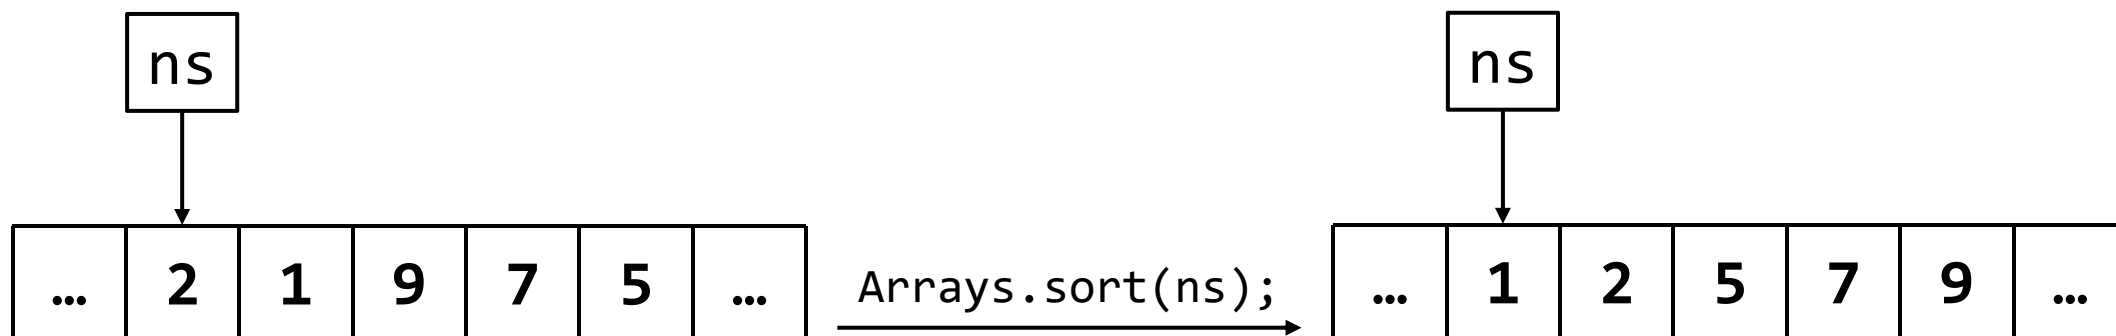 ns
ns
… 2 1 9 7 5 …
Arrays.sort(ns);
… 1 2 5 7 9 …